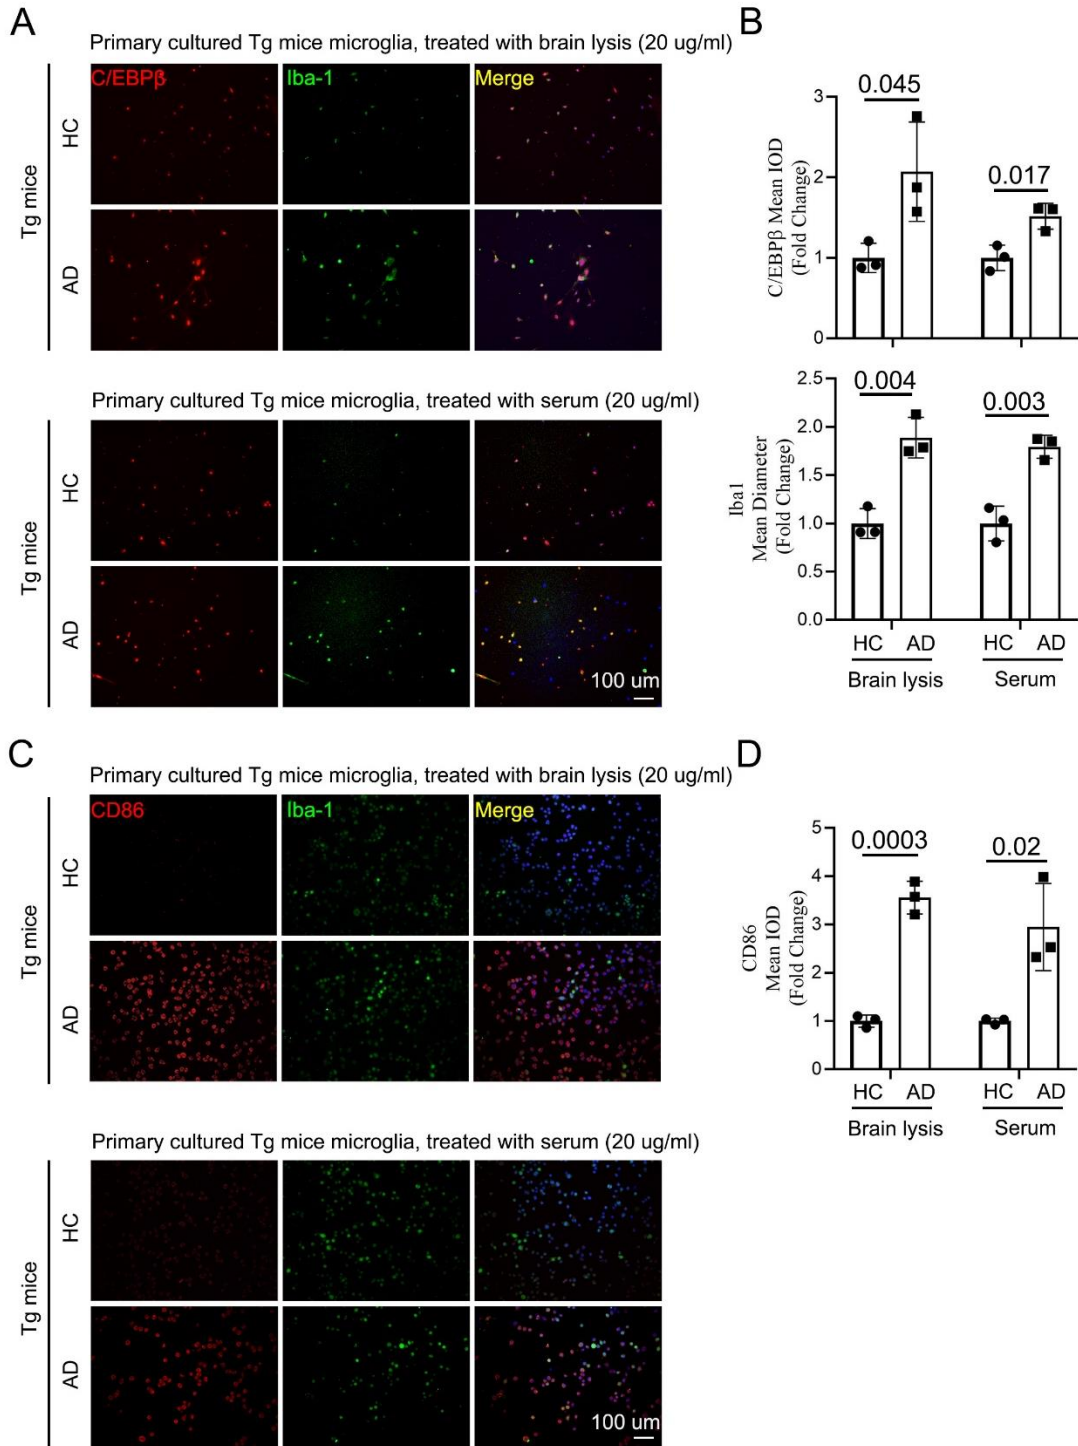 A
Primary cultured Tg mice microglia, treated with brain lysis (20 ug/ml)
C/EBPβ
Iba-1
Merge
Tg mice
HC
AD
Primary cultured Tg mice microglia, treated with serum (20 ug/ml)
Tg mice
HC
AD
100 um
B
C/EBPβ Mean IOD
(Fold Change)
3
2
1
0
0.045
0.017
Iba1
Mean Diameter
(Fold Change)
2.5
2.0
1.5
1.0
0.5
0.0
0.004
0.003
HC AD HC AD
Brain lysis Serum
C
Primary cultured Tg mice microglia, treated with brain lysis (20 ug/ml)
CD86
Iba-1
Merge
Tg mice
HC
AD
Primary cultured Tg mice microglia, treated with serum (20 ug/ml)
Tg mice
HC
AD
100 um
D
CD86
Mean IOD
(Fold Change)
5
4
3
2
1
0
0.0003
0.02
HC AD HC AD
Brain lysis Serum